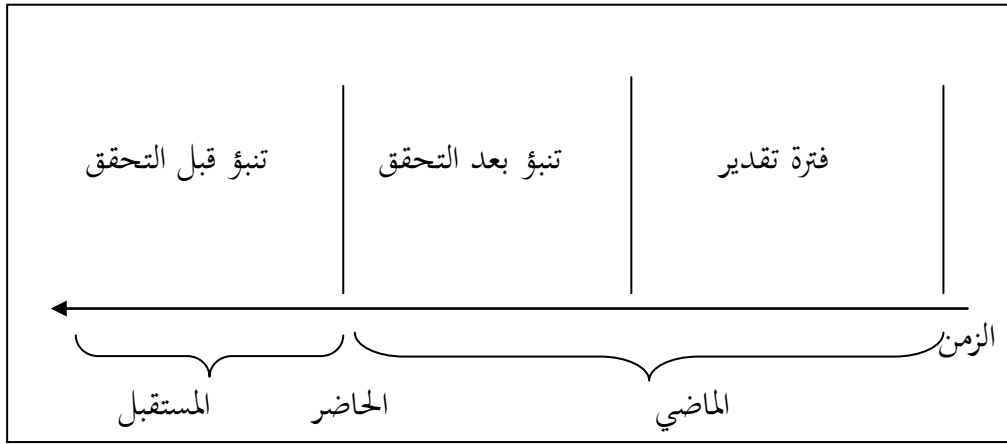 فترة تقدير
تنبؤ بعد التحقق
تنبؤ قبل التحقق
الزمن
الماضي
الحاضر
المستقبل